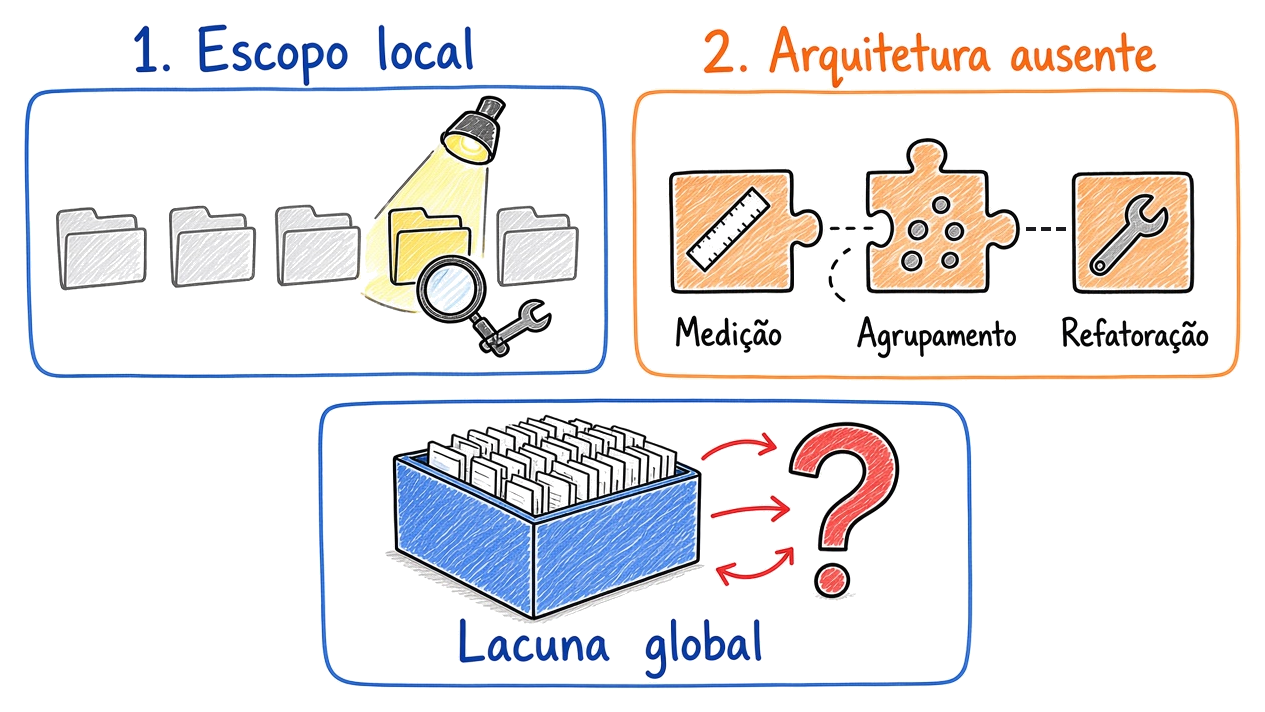 1. Escopo local
2. Arquitetura ausente
Medição
Agrupamento
Refatoração
Lacuna global